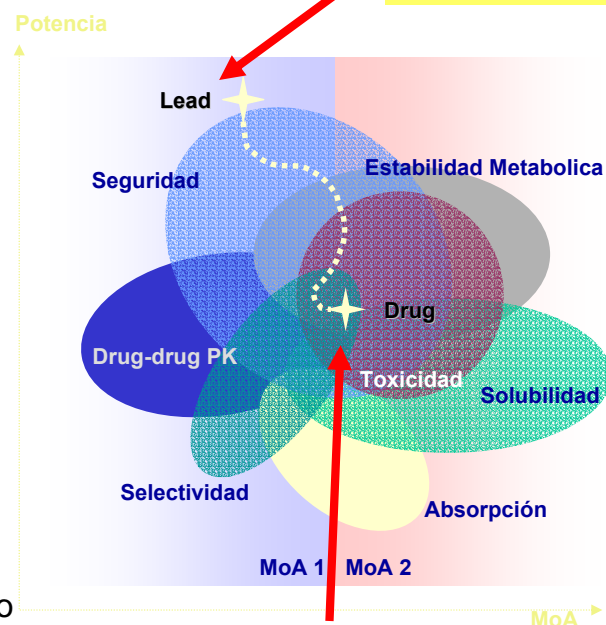 Potencia
Lead
Seguridad
Estabilidad Metabolica
Drug
Drug-drug PK
Toxicidad
Solubilidad
Selectividad
Absorpción
MoA 1
MoA 2
o
MoA